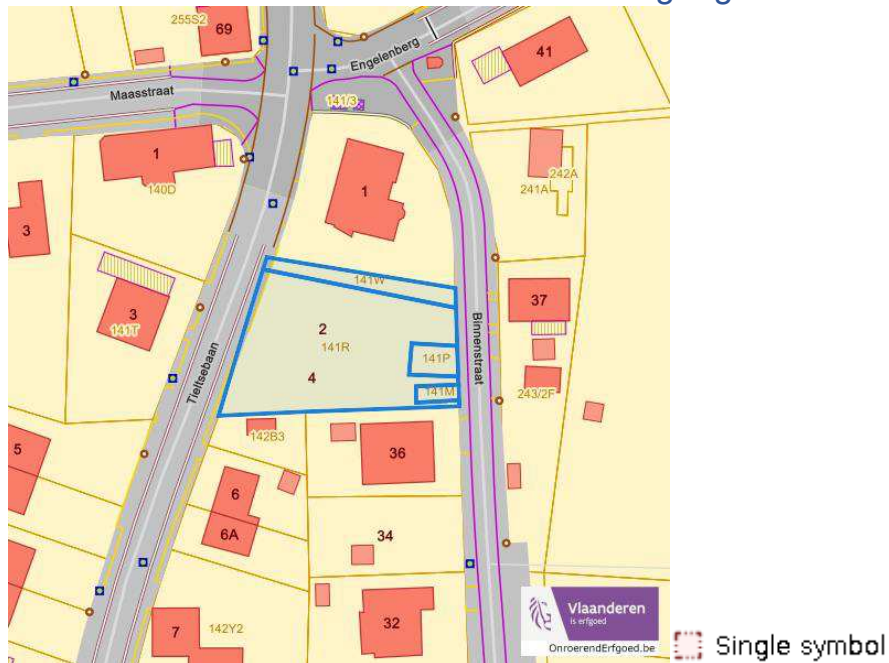 255S2
69
41
Engelenberg
Maasstraat
141/3
1
140D
1
242A
241A
3
3
141T
141W
37
2
141R
141P
4
141M
Binnenstraat
Tieltsebaan
243/2F
142B3
5
36
6
6A
34
7
142Y2
32
Vlaanderen
is erfgoed
OnroerendErfgoed.be
Single symbol